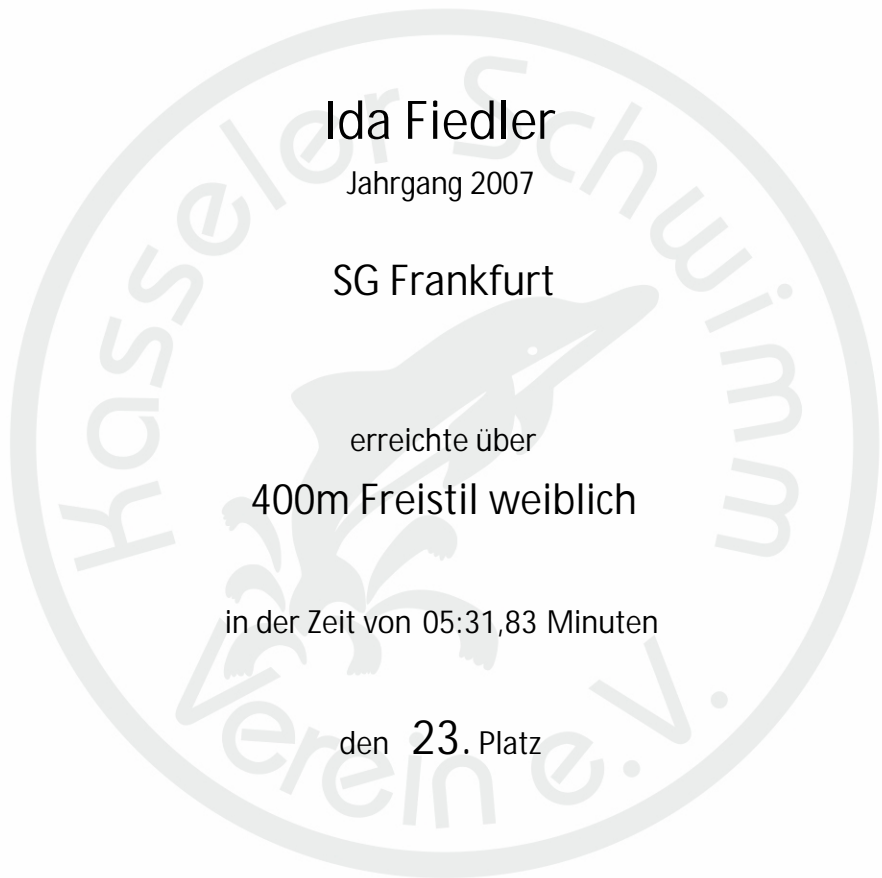 Ida Fiedler
Jahrgang 2007
SG Frankfurt
erreichte über
400m Freistil weiblich
in der Zeit von 05:31,83 Minuten
den 23. Platz
Kasseler Schwimm
Verein e.V.